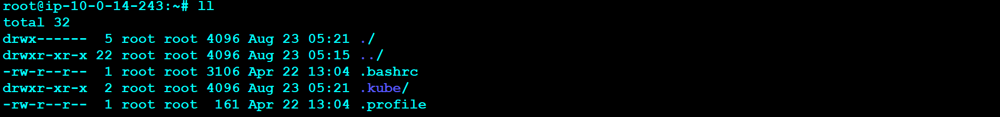 root@ip-10-0-14-243:~# ll
total 32
drwx------  5 root root 4096 Aug 23 05:21 ./
drwxr-xr-x 22 root root 4096 Aug 23 05:15 ../
-rw-r--r--  1 root root 3106 Apr 22 13:04 .bashrc
drwxr-xr-x  2 root root 4096 Aug 23 05:21 .kube/
-rw-r--r--  1 root root  161 Apr 22 13:04 .profile